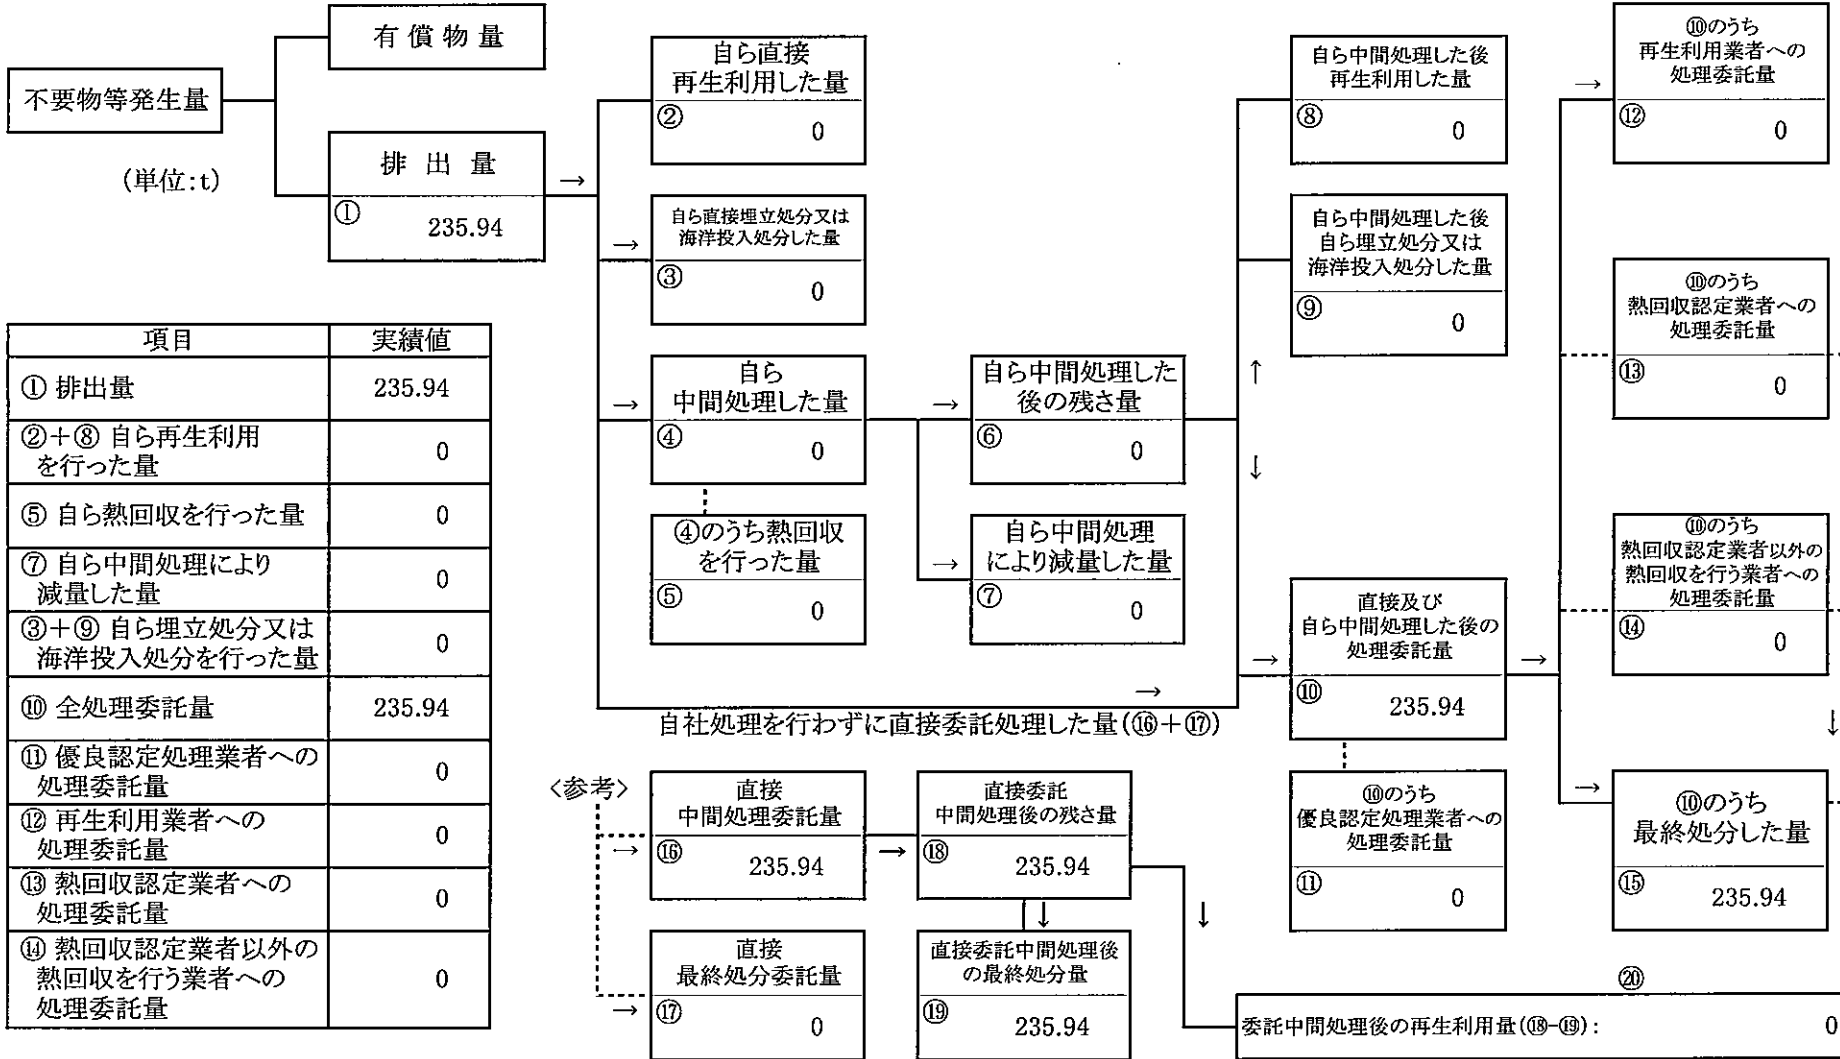 有償物量
不要物等発生量
(単位:t)
排出量
①
235.94
→
自ら直接
再生利用した量
②
0
→
自ら直接埋立処分又は
海洋投入処分した量
③
0
→
自ら
中間処理した量
④
0
④のうち熱回収
を行った量
⑤
0
→
自ら中間処理した
後の残さ量
⑥
0
→
自ら中間処理
により減量した量
⑦
0
↑
↓
自ら中間処理した後
再生利用した量
⑧
0
自ら中間処理した後
自ら埋立処分又は
海洋投入処分した量
⑨
0
→
自社処理を行わずに直接委託処理した量(⑯+⑰)
→
直接及び
自ら中間処理した後の
処理委託量
⑩
235.94
→
⑩のうち
優良認定処理業者への
処理委託量
⑪
0
→
⑩のうち
再生利用業者への
処理委託量
⑫
0
⑩のうち
熱回収認定業者への
処理委託量
⑬
0
⑩のうち
熱回収認定業者以外の
熱回収を行う業者への
処理委託量
⑭
0
↓
→
⑩のうち
最終処分した量
⑮
235.94
項目 実績値
① 排出量 235.94
②+⑧ 自ら再生利用
を行った量 0
⑤ 自ら熱回収を行った量 0
⑦ 自ら中間処理により
減量した量 0
③+⑨ 自ら埋立処分又は
海洋投入処分を行った量 0
⑩ 全処理委託量 235.94
⑪ 優良認定処理業者への
処理委託量 0
⑫ 再生利用業者への
処理委託量 0
⑬ 熱回収認定業者への
処理委託量 0
⑭ 熱回収認定業者以外の
熱回収を行う業者への
処理委託量 0
<参考>
→
直接
中間処理委託量
⑯
235.94
→
直接委託
中間処理後の残さ量
⑱
235.94
→
直接
最終処分委託量
⑰
0
↓
直接委託中間処理後
の最終処分量
⑲
235.94
↓
⑳
委託中間処理後の再生利用量(⑱-⑲): 0